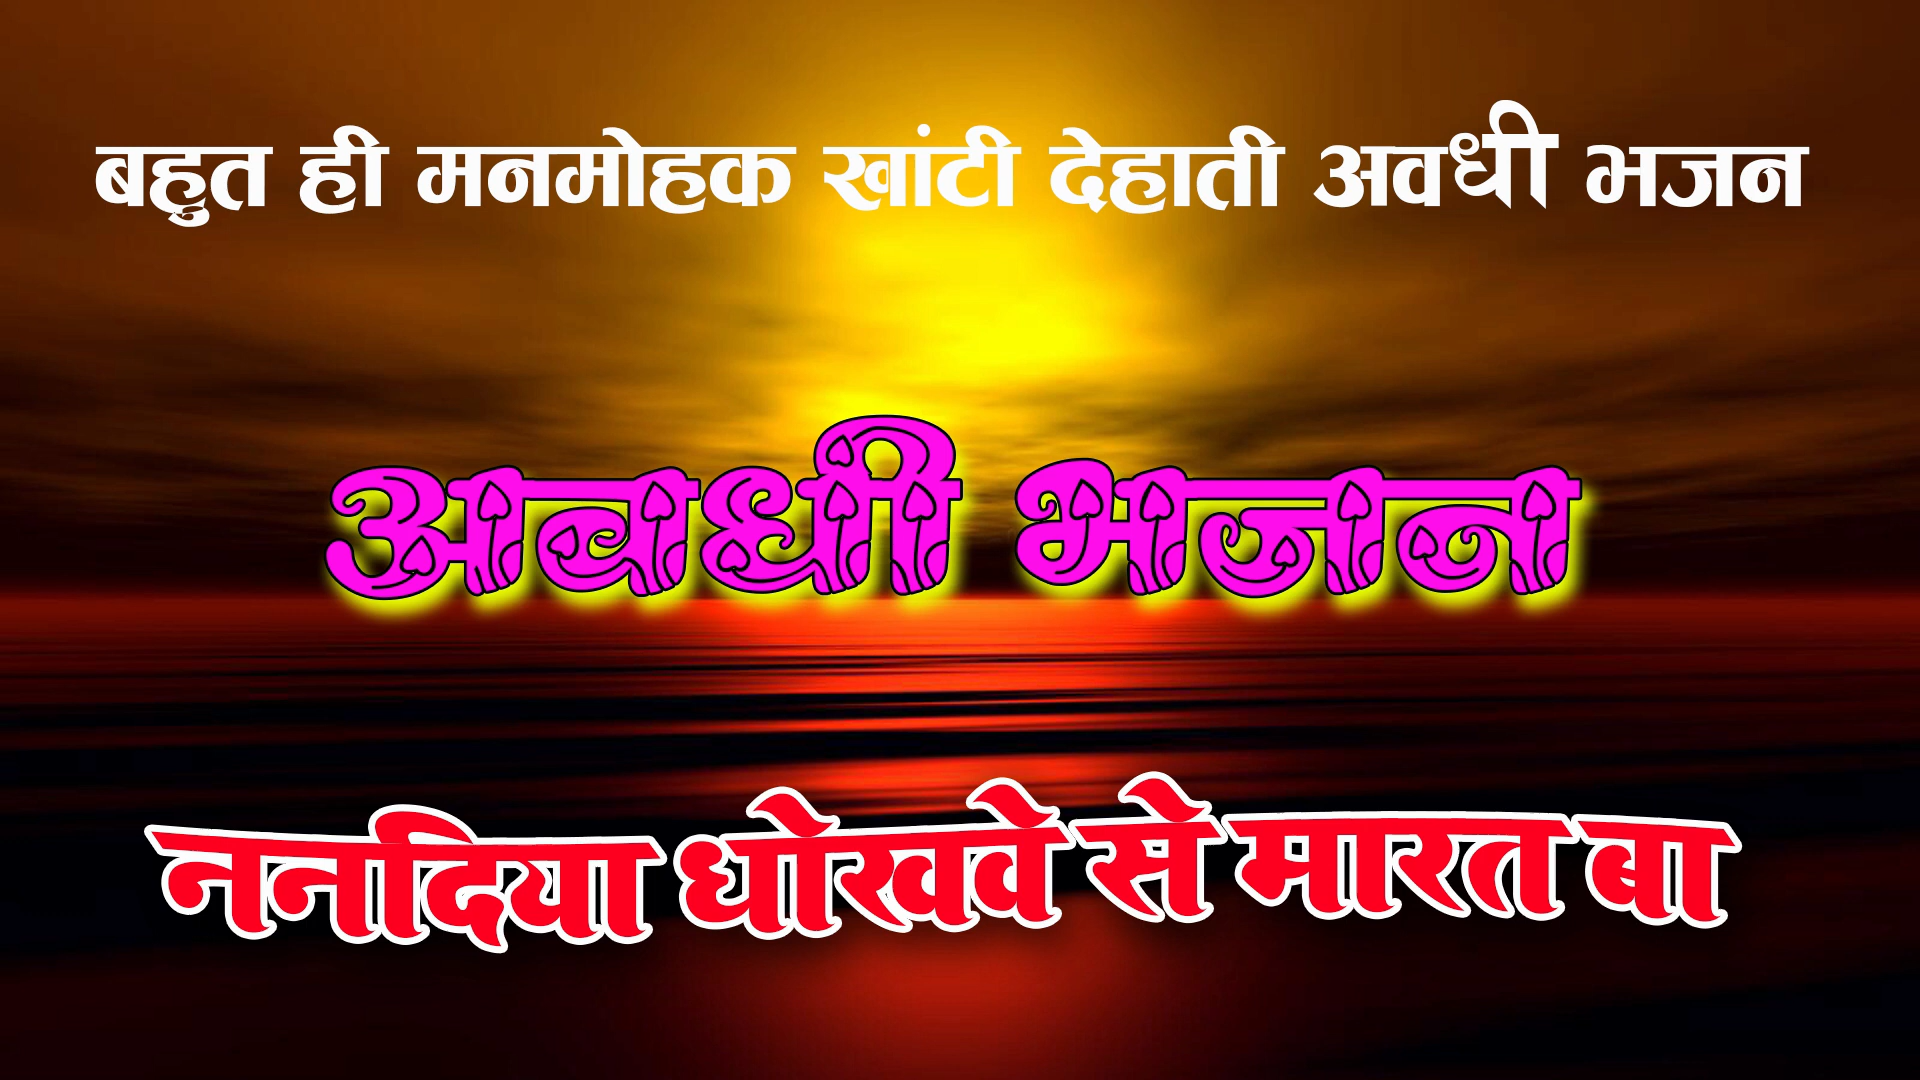 बहुत ही मनमोहक खांटी देहाती अवधी भजन
अवधी भजन
ननदिया धोखवे से मारत बा